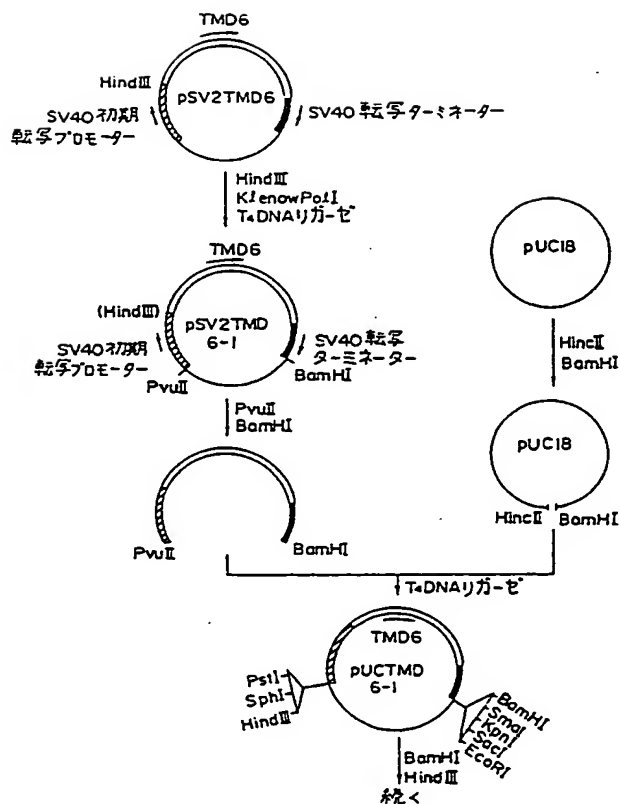 TMD6
HindIII
pSV2TMD6
SV40初期
転写プロモーター
SV40転写ターミネーター
HindIII
KlenowPolI
T4DNAリガーゼ
TMD6
(HindIII)
pSV2TMD
6-1
SV40初期
転写プロモーター
SV40転写
ターミネーター
PvuII
BamHI
PvuII
BamHI
PvuII
BamHI
pUC18
HincII
BamHI
pUC18
HincII
BamHI
T4DNAリガーゼ
TMD6
pUCTMD
6-1
PstI
SphI
HindIII
BamHI
SmaI
KpnI
SacI
EcoRI
BamHI
HindIII
続く